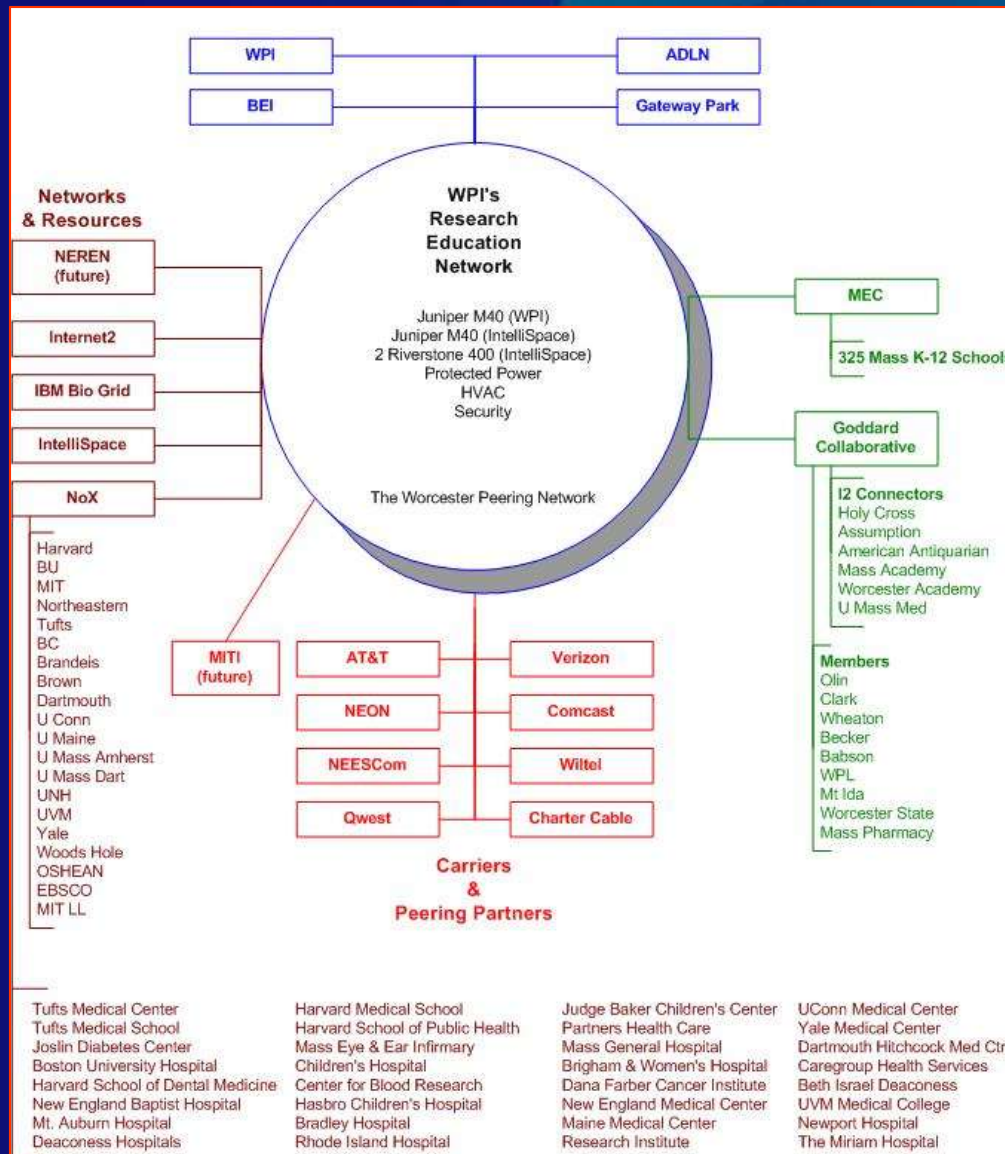 WPI
ADLN
BEI
Gateway Park
WPI's
Research
Education
Network
Juniper M40 (WPI)
Juniper M40 (IntelliSpace)
2 Riverstone 400 (IntelliSpace)
Protected Power
HVAC
Security
The Worcester Peering Network
Networks
& Resources
NEREN
(future)
Internet2
IBM Bio Grid
IntelliSpace
NoX
Harvard
BU
MIT
Northeastern
Tufts
BC
Brandeis
Brown
Dartmouth
U Conn
U Maine
U Mass Amherst
U Mass Dart
UNH
UVM
Yale
Woods Hole
OSHEAN
EBSCO
MIT LL
MITI
(future)
AT&T
Verizon
NEON
Comcast
NEESCom
Wiltel
Qwest
Charter Cable
Carriers
&
Peering Partners
MEC
325 Mass K-12 Schools
Goddard
Collaborative
I2 Connectors
Holy Cross
Assumption
American Antiquarian
Mass Academy
Worcester Academy
U Mass Med
Members
Olin
Clark
Wheaton
Becker
Babson
WPL
Mt Ida
Worcester State
Mass Pharmacy
Tufts Medical Center
Tufts Medical School
Joslin Diabetes Center
Boston University Hospital
Harvard School of Dental Medicine
New England Baptist Hospital
Mt. Auburn Hospital
Deaconess Hospitals
Harvard Medical School
Harvard School of Public Health
Mass Eye & Ear Infirmary
Children's Hospital
Center for Blood Research
Hasbro Children's Hospital
Bradley Hospital
Rhode Island Hospital
Judge Baker Children's Center
Partners Health Care
Mass General Hospital
Brigham & Women's Hospital
Dana Farber Cancer Institute
New England Medical Center
Maine Medical Center
Research Institute
UConn Medical Center
Yale Medical Center
Dartmouth Hitchcock Med Ctr
Caregroup Health Services
Beth Israel Deaconess
UVM Medical College
Newport Hospital
The Miriam Hospital